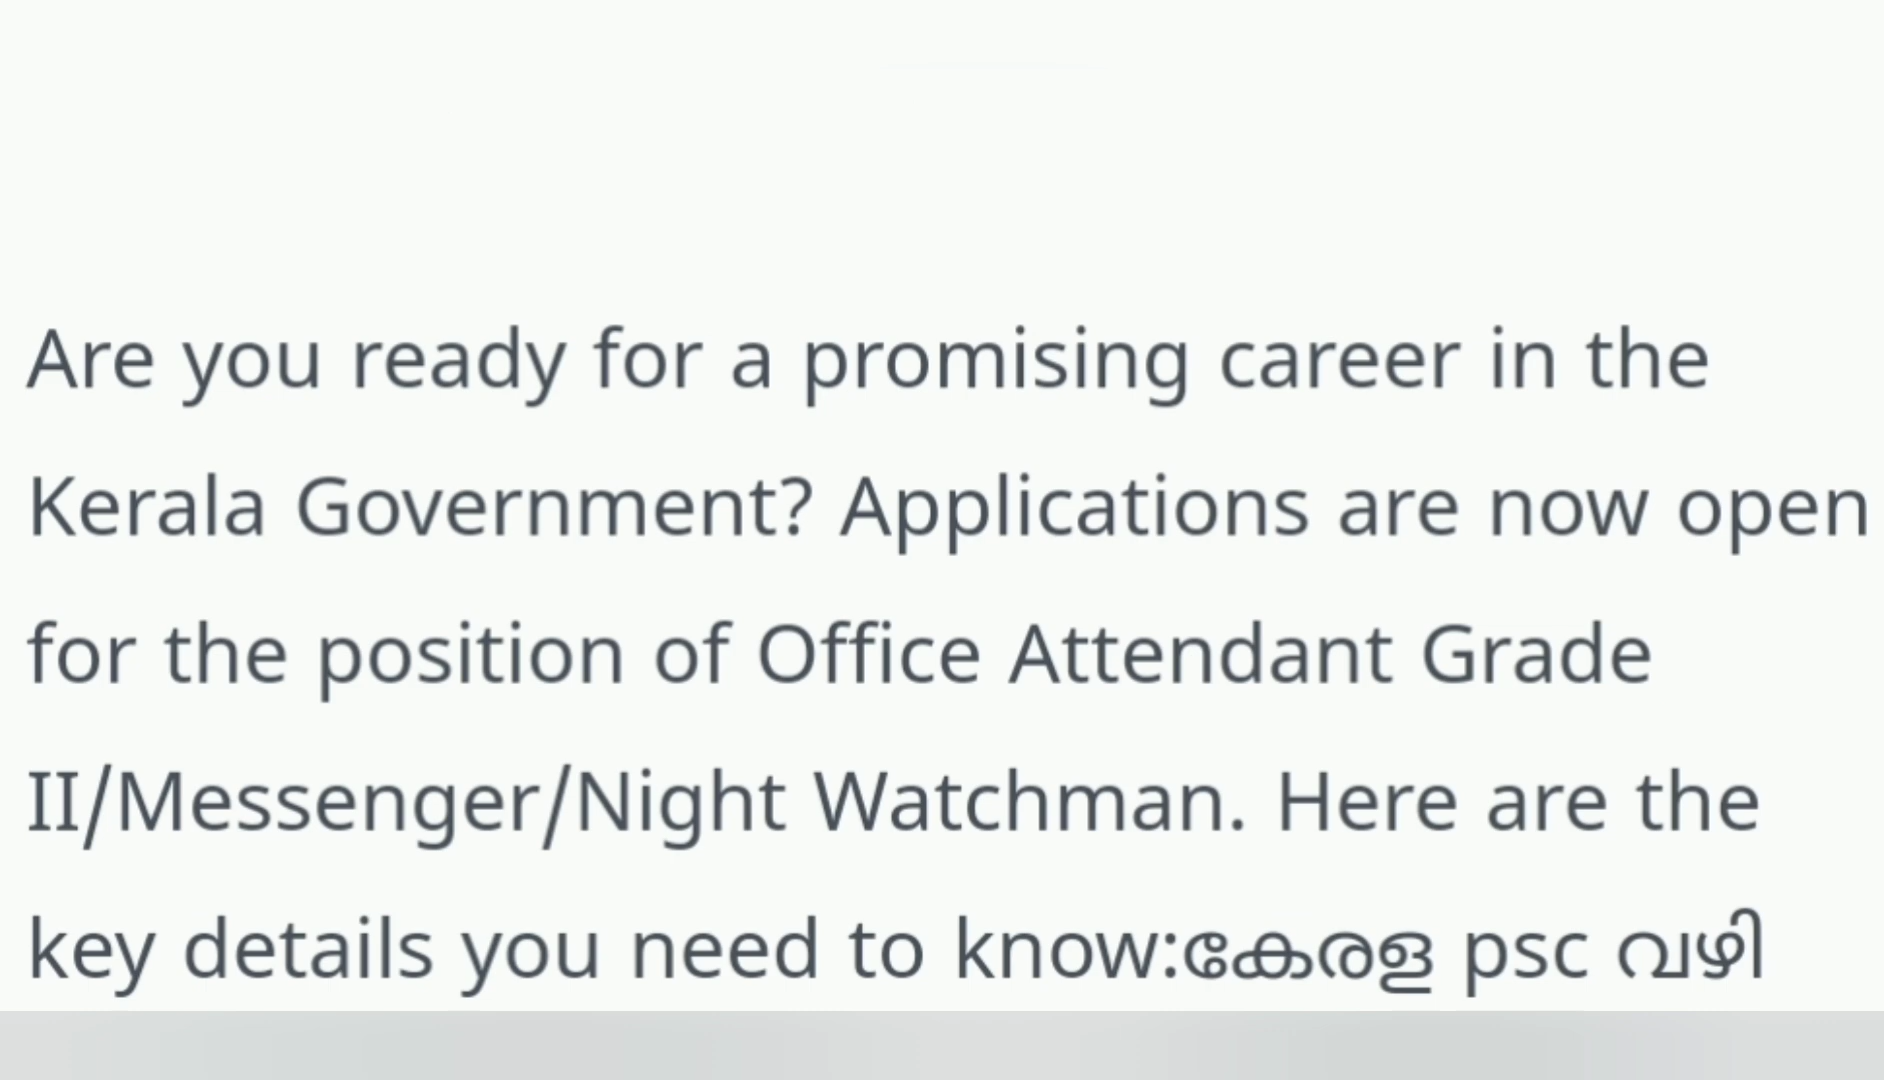 Are you ready for a promising career in the
Kerala Government? Applications are now open
for the position of Office Attendant Grade
II/Messenger/Night Watchman. Here are the
key details you need to know:കേരള psc വഴി